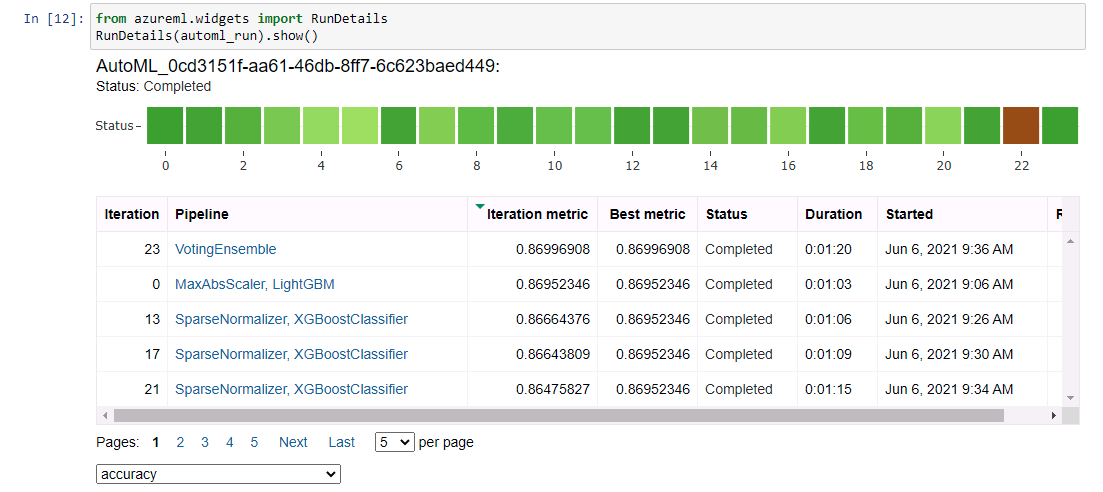 In [12]: from azureml.widgets import RunDetails
RunDetails(automl_run).show()
AutoML_0cd3151f-aa61-46db-8ff7-6c623baed449:
Status: Completed
Status
0 2 4 6 8 10 12 14 16 18 20 22
Iteration Pipeline Iteration metric Best metric Status Duration Started R
23 VotingEnsemble 0.86996908 0.86996908 Completed 0:01:20 Jun 6, 2021 9:36 AM
0 MaxAbsScaler, LightGBM 0.86952346 0.86952346 Completed 0:01:03 Jun 6, 2021 9:06 AM
13 SparseNormalizer, XGBoostClassifier 0.86664376 0.86952346 Completed 0:01:06 Jun 6, 2021 9:26 AM
17 SparseNormalizer, XGBoostClassifier 0.86643809 0.86952346 Completed 0:01:09 Jun 6, 2021 9:30 AM
21 SparseNormalizer, XGBoostClassifier 0.86475827 0.86952346 Completed 0:01:15 Jun 6, 2021 9:34 AM
Pages: 1 2 3 4 5 Next Last 5 per page
accuracy